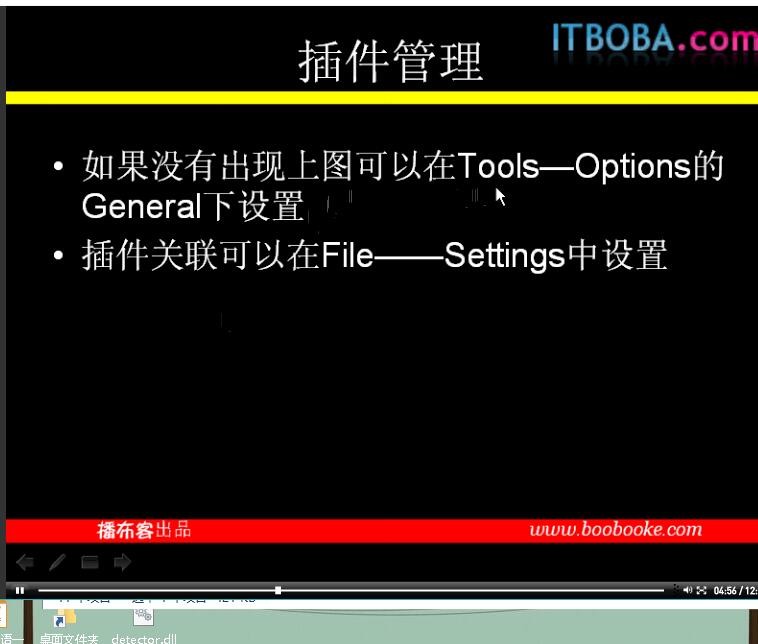 ITBOBA.com
插件管理
• 如果没有出现上图可以在Tools—Options的
General下设置
• 插件关联可以在File——Settings中设置
播布客出品
www.boobooke.com
04:56 / 12:
语一
桌面文件夹
detector.dll